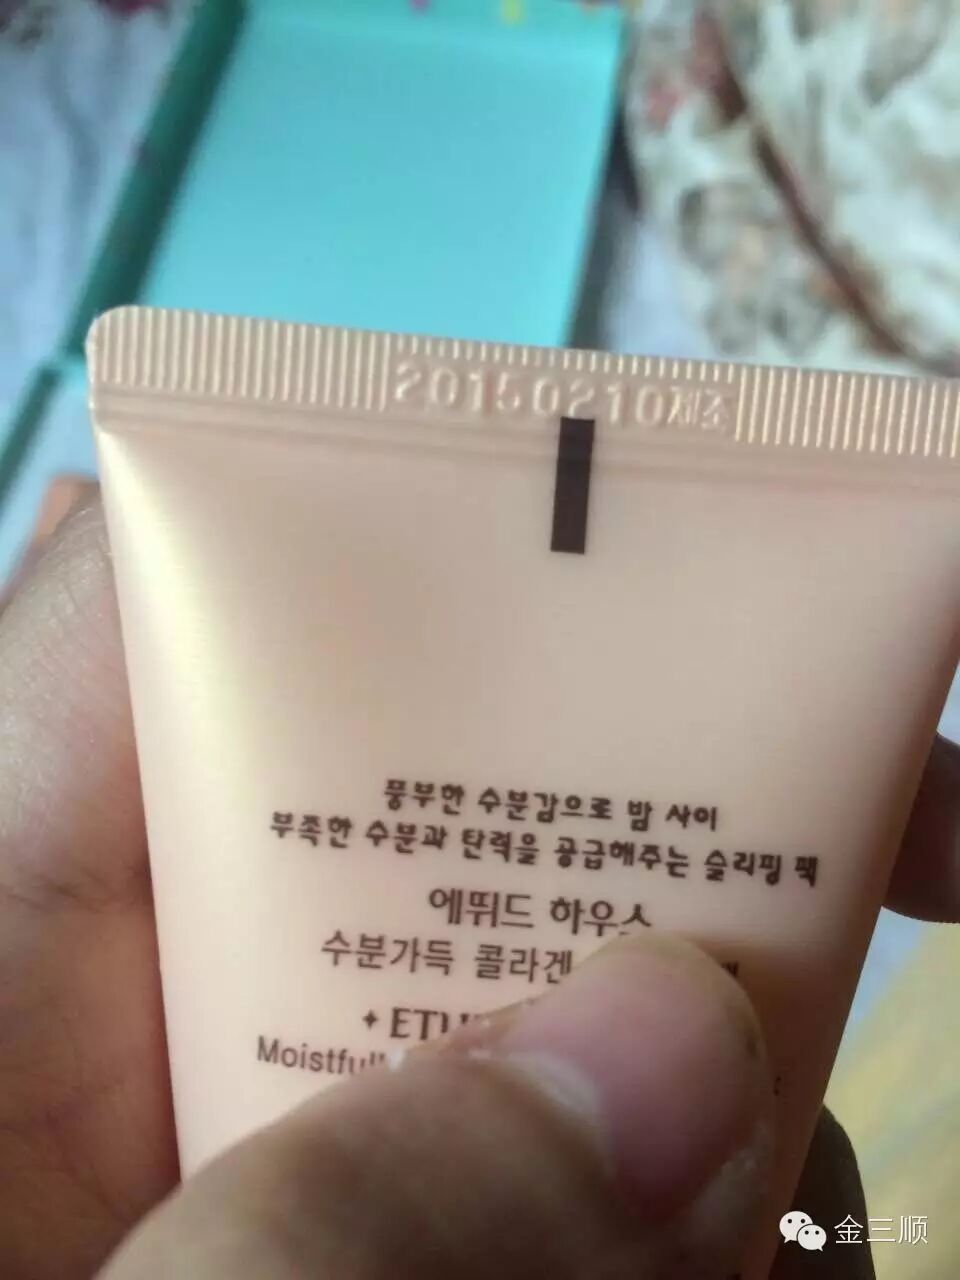 20150210제조
풍부한 수분감으로 밤 사이
부족한 수분과 탄력을 공급해주는 슬리핑 팩
에뛰드 하우스
수분가득 콜라겐
金三顺